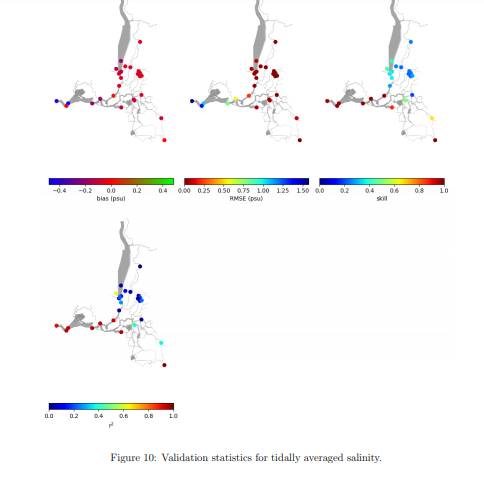 −0.4 −0.2 0.0 0.2 0.4
bias (psu)
0.00 0.25 0.50 0.75 1.00 1.25 1.50
RMSE (psu)
0.0 0.2 0.4 0.6 0.8 1.0
skill
0.0 0.2 0.4 0.6 0.8 1.0
r²
Figure 10: Validation statistics for tidally averaged salinity.